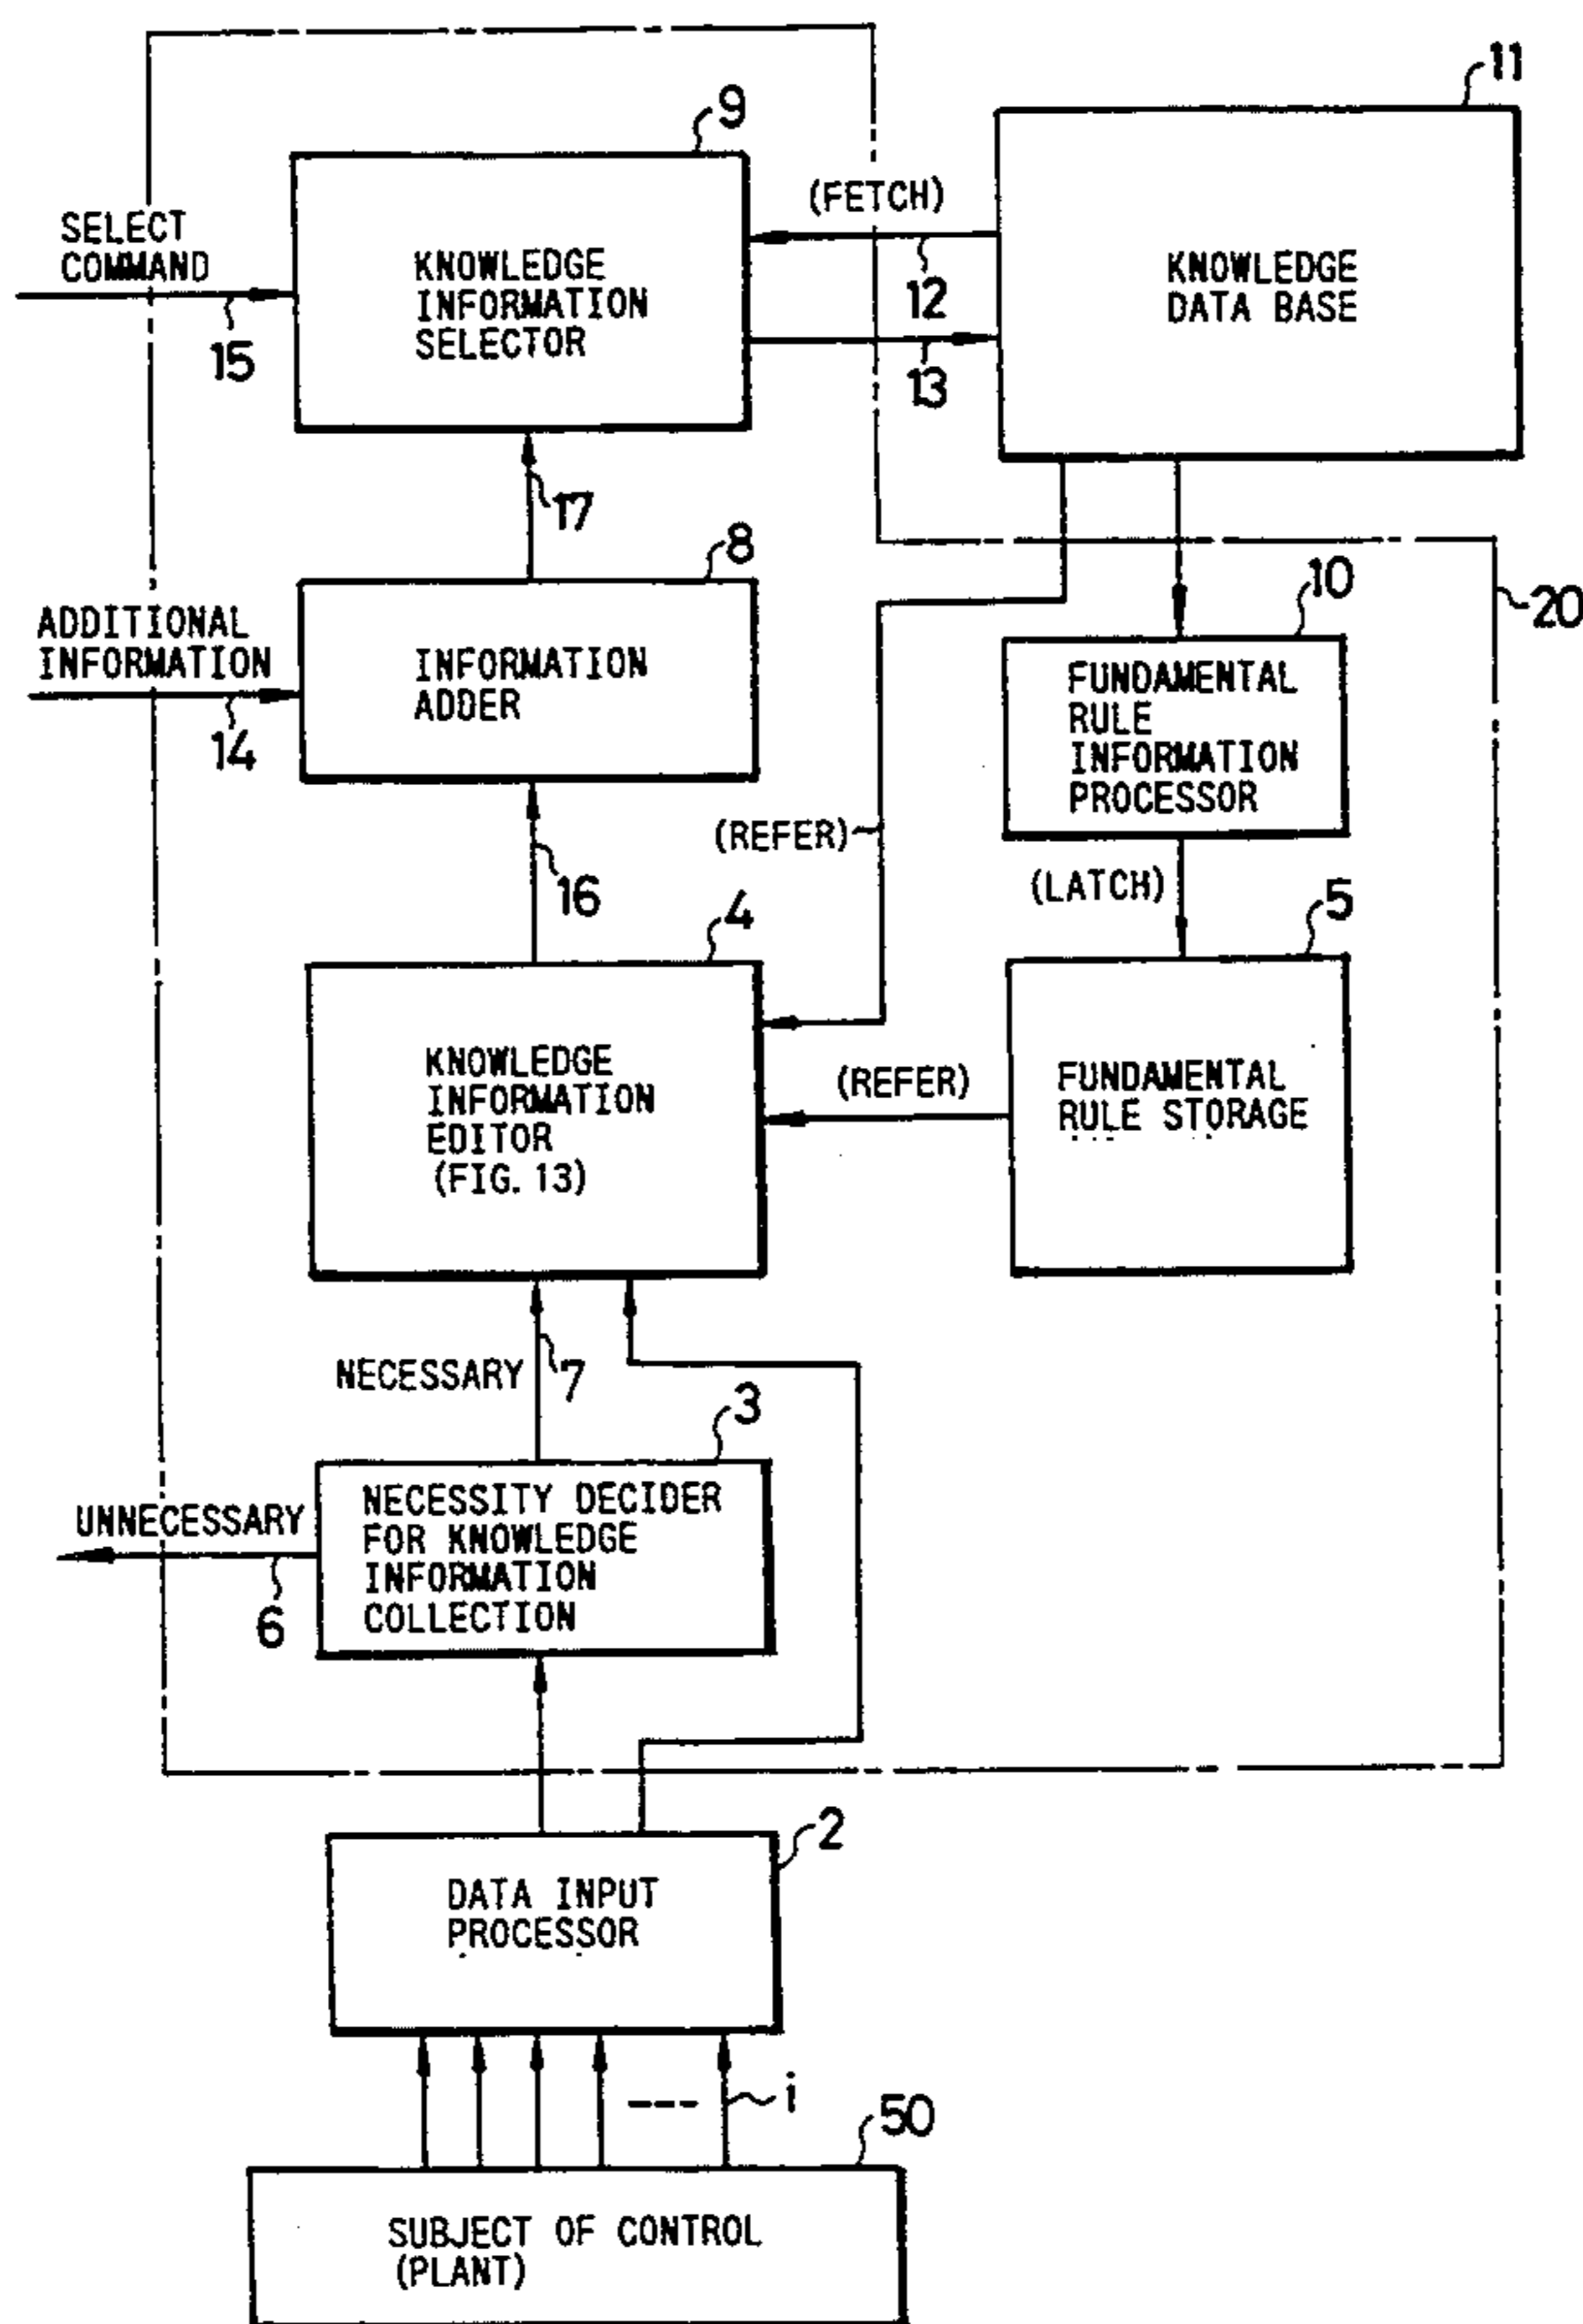 11
9
(FETCH)
SELECT
COMMAND
KNOWLEDGE
INFORMATION
SELECTOR
KNOWLEDGE
DATA BASE
12
15
13
17
8
10
20
ADDITIONAL
INFORMATION
INFORMATION
ADDER
FUNDAMENTAL
RULE
INFORMATION
PROCESSOR
14
(REFER)
16
(LATCH)
4
5
KNOWLEDGE
INFORMATION
EDITOR
(FIG. 13)
(REFER)
FUNDAMENTAL
RULE STORAGE
NECESSARY
7
3
UNNECESSARY
NECESSITY DECIDER
FOR KNOWLEDGE
INFORMATION
COLLECTION
6
2
DATA INPUT
PROCESSOR
--- i
50
SUBJECT OF CONTROL
(PLANT)